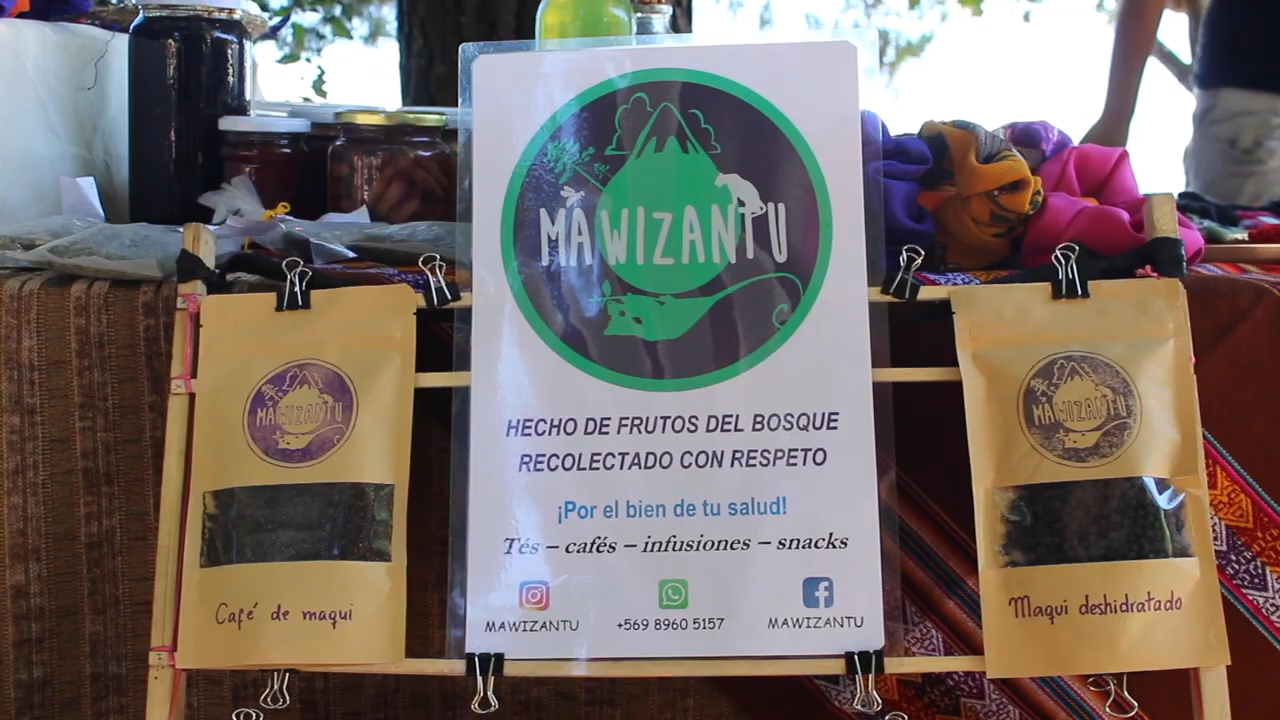 MAWIZANTU
HECHO DE FRUTOS DEL BOSQUE
RECOLECTADO CON RESPETO
¡Por el bien de tu salud!
Tés – cafés – infusiones – snacks
MAWIZANTU
+569 8960 5157
MAWIZANTU
MAWIZANTU
Café de maqui
MAWIZANTU
Maqui deshidratado